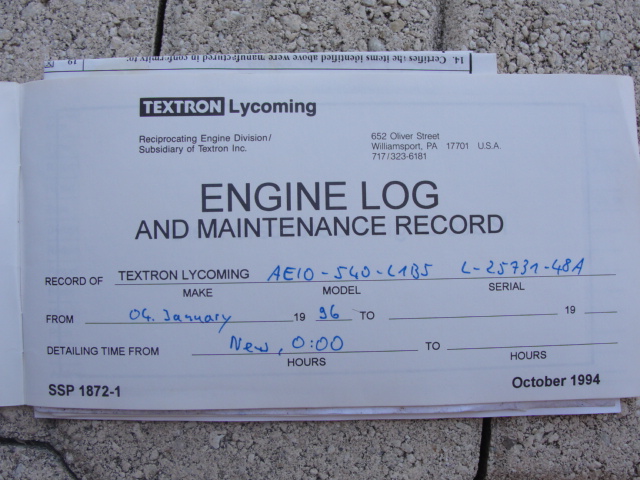 14. Certifies the items identified above were manufactured in conformity to:
19
TEXTRON Lycoming
Reciprocating Engine Division/
Subsidiary of Textron Inc.
652 Oliver Street
Williamsport, PA 17701 U.S.A.
717/323-6181
ENGINE LOG
AND MAINTENANCE RECORD
RECORD OF TEXTRON LYCOMING AEIO-540-L1B5 L-25731-48A
MAKE MODEL SERIAL
FROM 04. January 19 96 TO 19
DETAILING TIME FROM New, 0:00 TO
HOURS HOURS
SSP 1872-1 October 1994